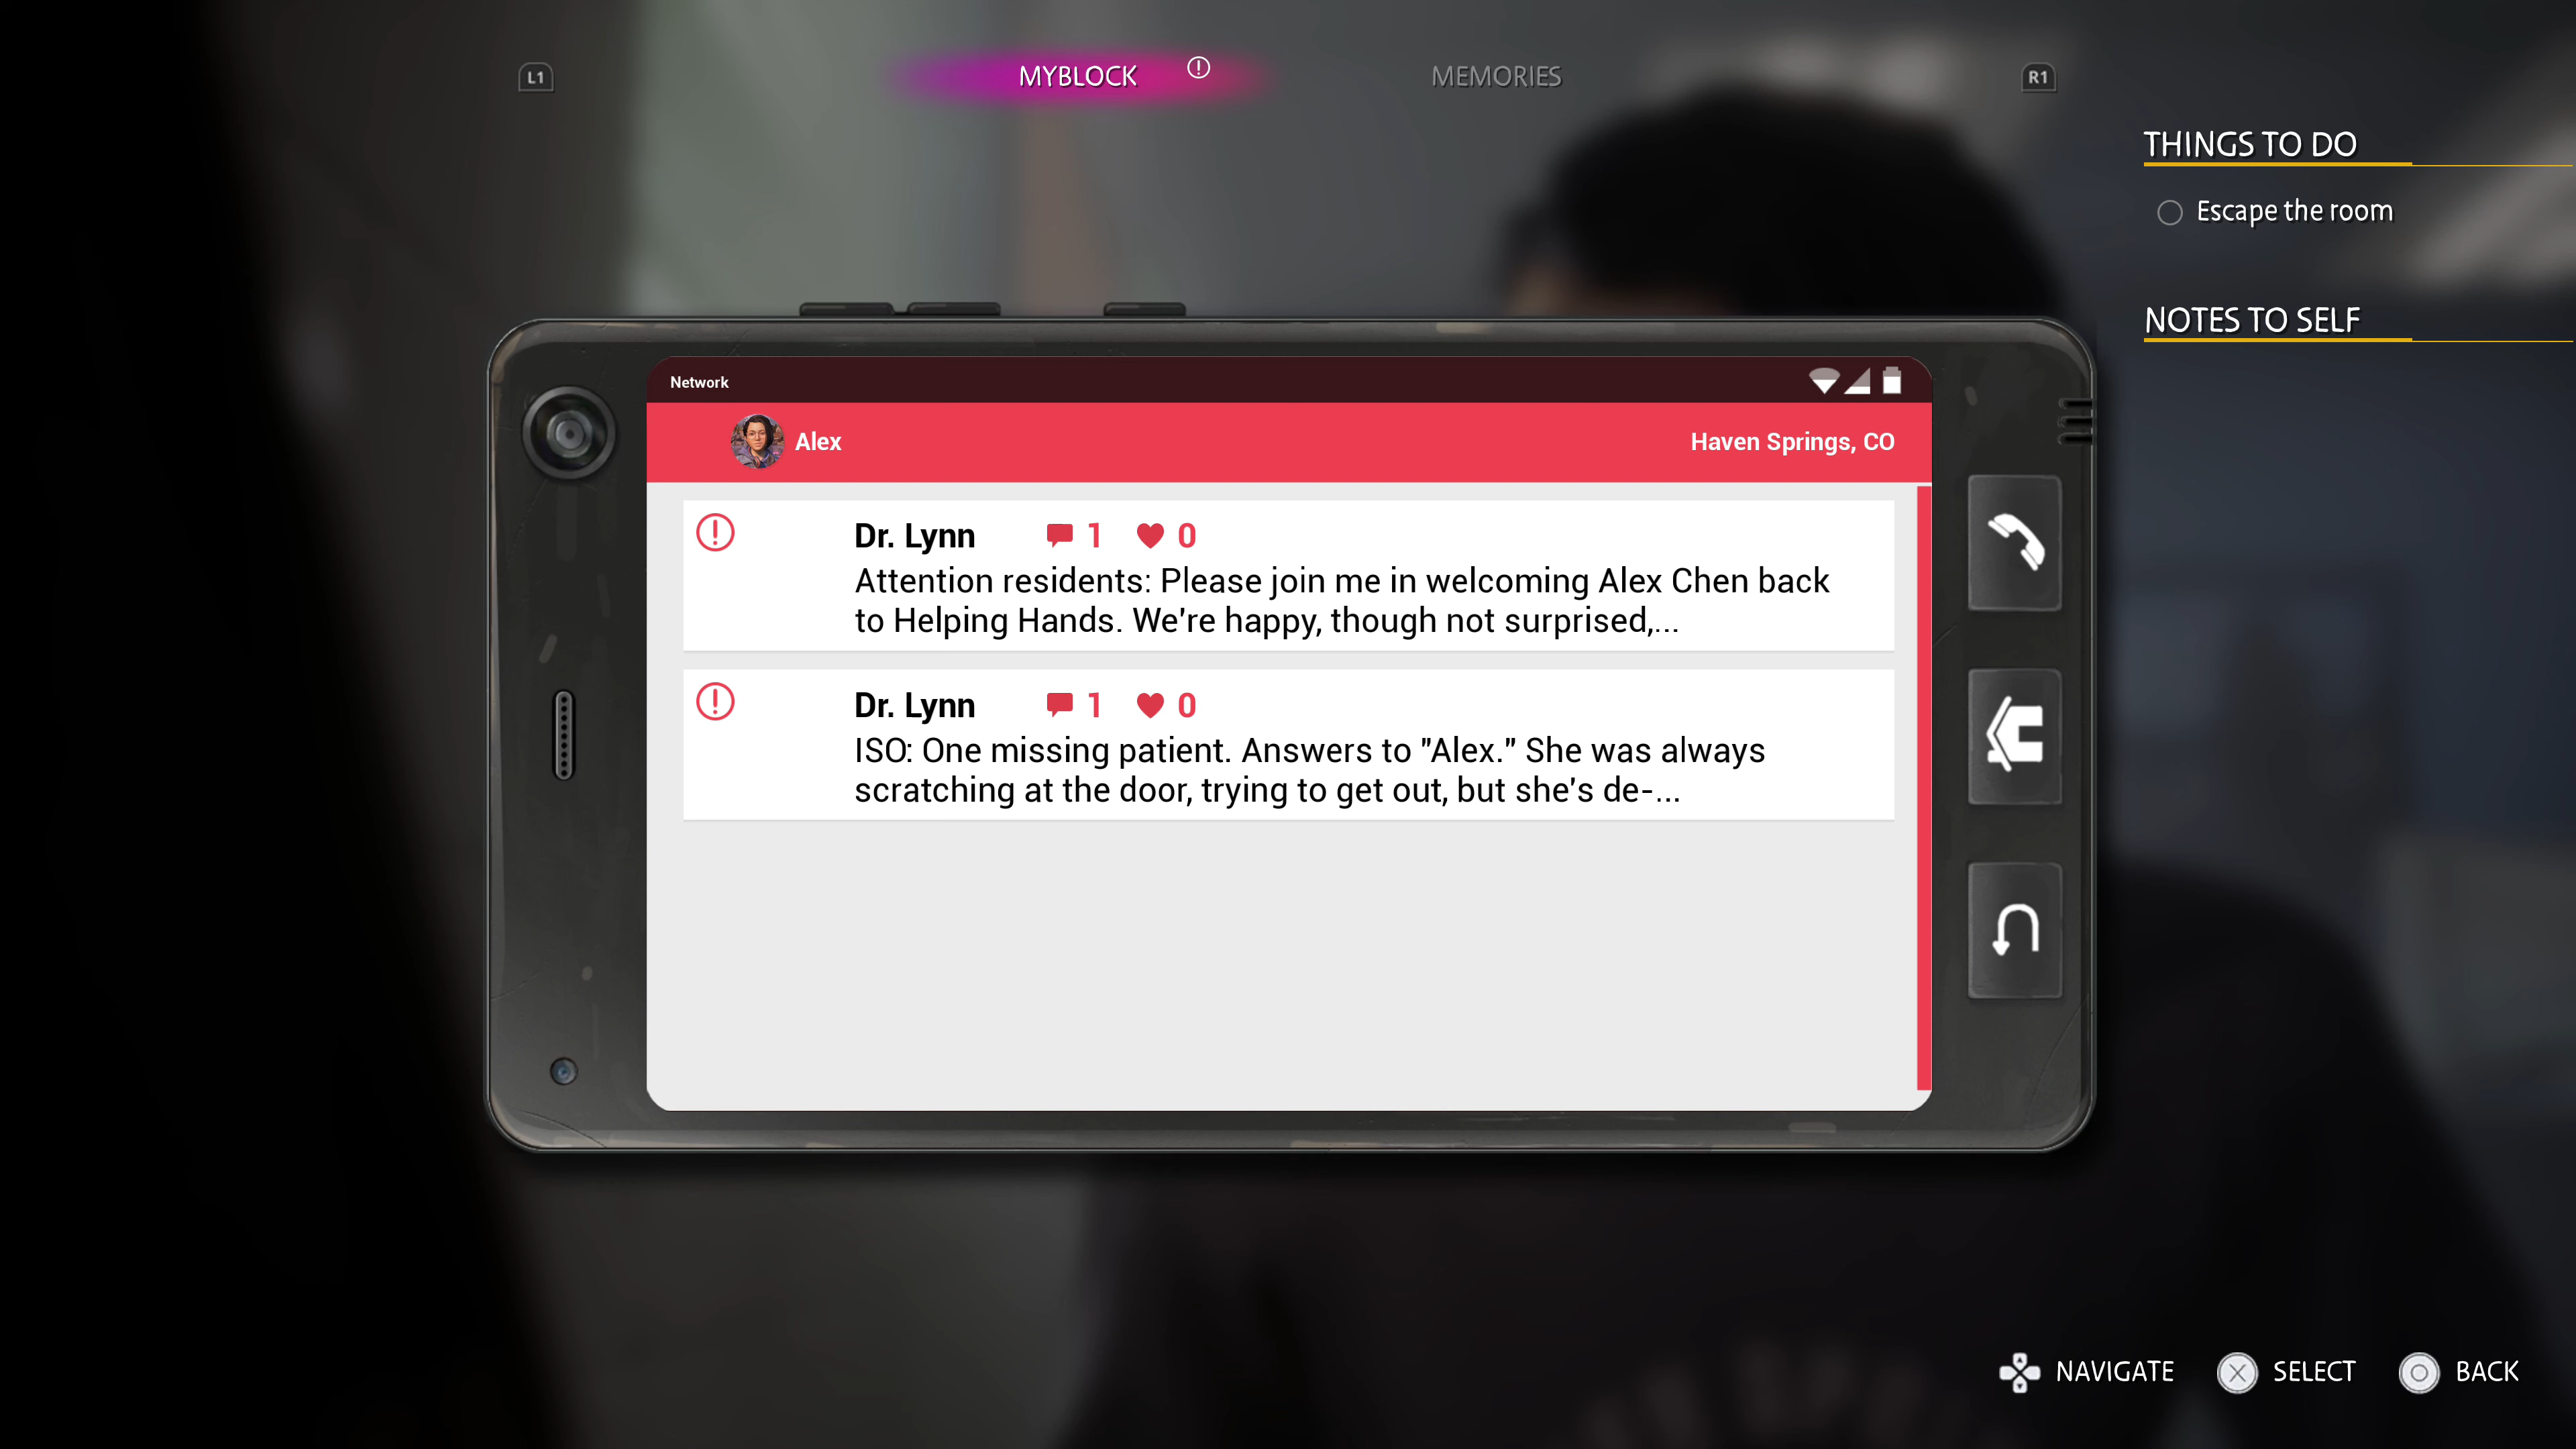 L1
MYBLOCK
MEMORIES
R1
THINGS TO DO
Escape the room
NOTES TO SELF
Network
Alex
Haven Springs, CO
Dr. Lynn 1 0
Attention residents: Please join me in welcoming Alex Chen back
to Helping Hands. We're happy, though not surprised,...
Dr. Lynn 1 0
ISO: One missing patient. Answers to "Alex." She was always
scratching at the door, trying to get out, but she's de-...
NAVIGATE
SELECT
BACK